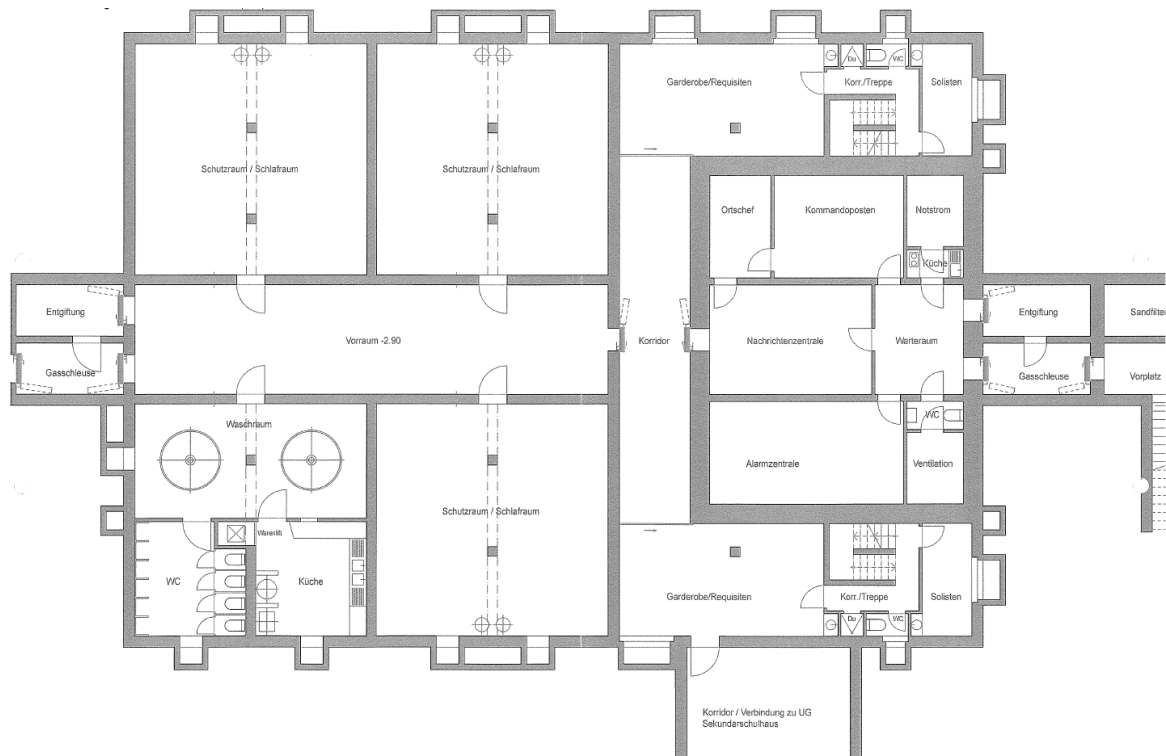 Garderobe/Requisiten
Du
WC
Korr./Treppe
Solisten
Schutzraum / Schlafraum
Schutzraum / Schlafraum
Ortschef
Kommandoposten
Notstrom
Küche
Entgiftung
Vorraum -2.90
Korridor
Nachrichtenzentrale
Warteraum
Entgiftung
Sandfilter
Gasschleuse
Gasschleuse
Vorplatz
Waschraum
WC
Alarmzentrale
Ventilation
Schutzraum / Schlafraum
Warenlift
WC
Küche
Garderobe/Requisiten
Korr./Treppe
Solisten
Du
WC
Korridor / Verbindung zu UG
Sekundarschulhaus